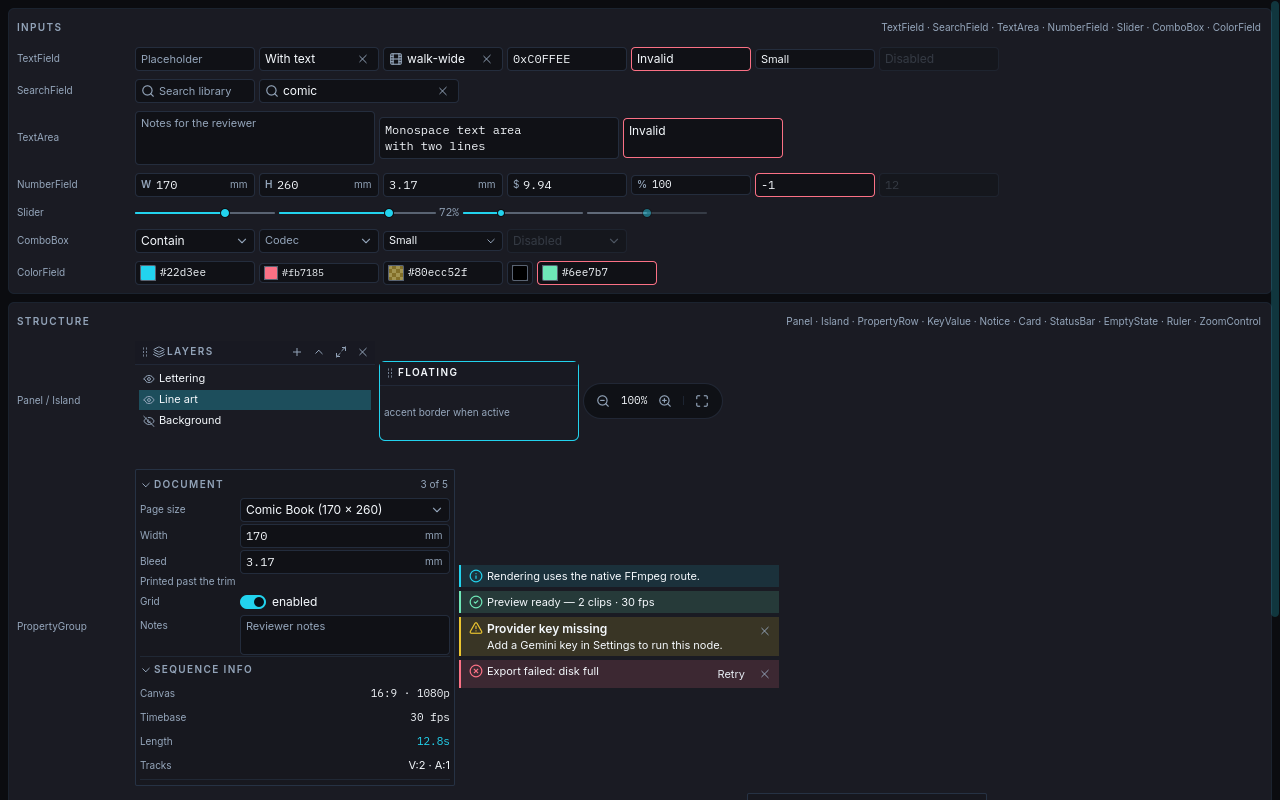 INPUTS
TextField · SearchField · TextArea · NumberField · Slider · ComboBox · ColorField
TextField
Placeholder
With text
walk-wide
0xC0FFEE
Invalid
Small
Disabled
SearchField
Search library
comic
TextArea
Notes for the reviewer
Monospace text area
with two lines
Invalid
NumberField
W 170 mm
H 260 mm
3.17 mm
$ 9.94
% 100
-1
12
Slider
72%
ComboBox
Contain
Codec
Small
Disabled
ColorField
#22d3ee
#fb7185
#80ecc52f
#6ee7b7
STRUCTURE
Panel · Island · PropertyRow · KeyValue · Notice · Card · StatusBar · EmptyState · Ruler · ZoomControl
Panel / Island
LAYERS
Lettering
Line art
Background
FLOATING
accent border when active
100%
PropertyGroup
DOCUMENT 3 of 5
Page size Comic Book (170 × 260)
Width 170 mm
Bleed 3.17 mm
Printed past the trim
Grid enabled
Notes Reviewer notes
SEQUENCE INFO
Canvas 16:9 · 1080p
Timebase 30 fps
Length 12.8s
Tracks V:2 · A:1
Rendering uses the native FFmpeg route.
Preview ready — 2 clips · 30 fps
Provider key missing
Add a Gemini key in Settings to run this node.
Export failed: disk full Retry